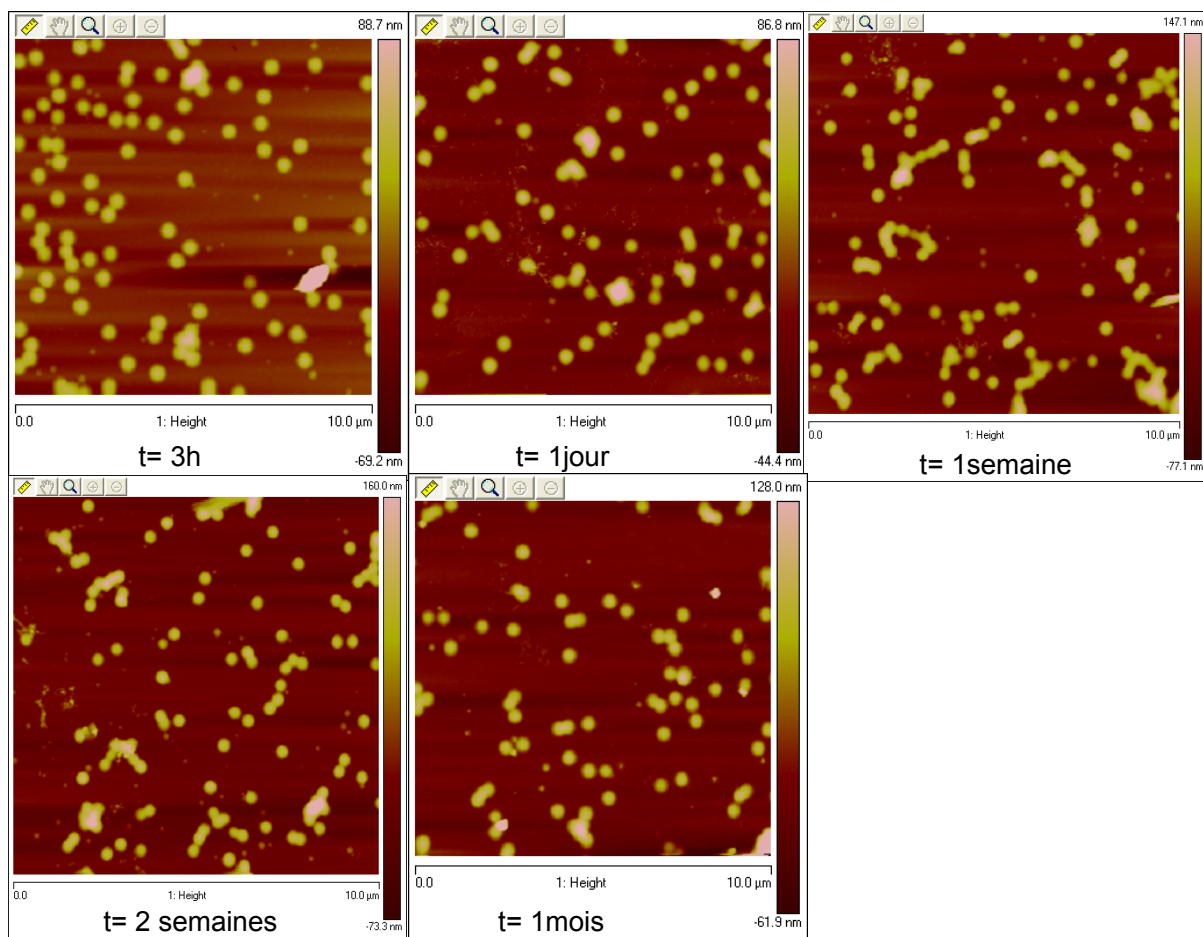 88.7 nm
0.0
1: Height
10.0 µm
-69.2 nm
t= 3h
86.8 nm
0.0
1: Height
10.0 µm
-44.4 nm
t= 1jour
147.1 nm
0.0
1: Height
10.0 µm
-77.1 nm
t= 1semaine
160.0 nm
0.0
1: Height
10.0 µm
-73.3 nm
t= 2 semaines
128.0 nm
0.0
1: Height
10.0 µm
-61.9 nm
t= 1mois